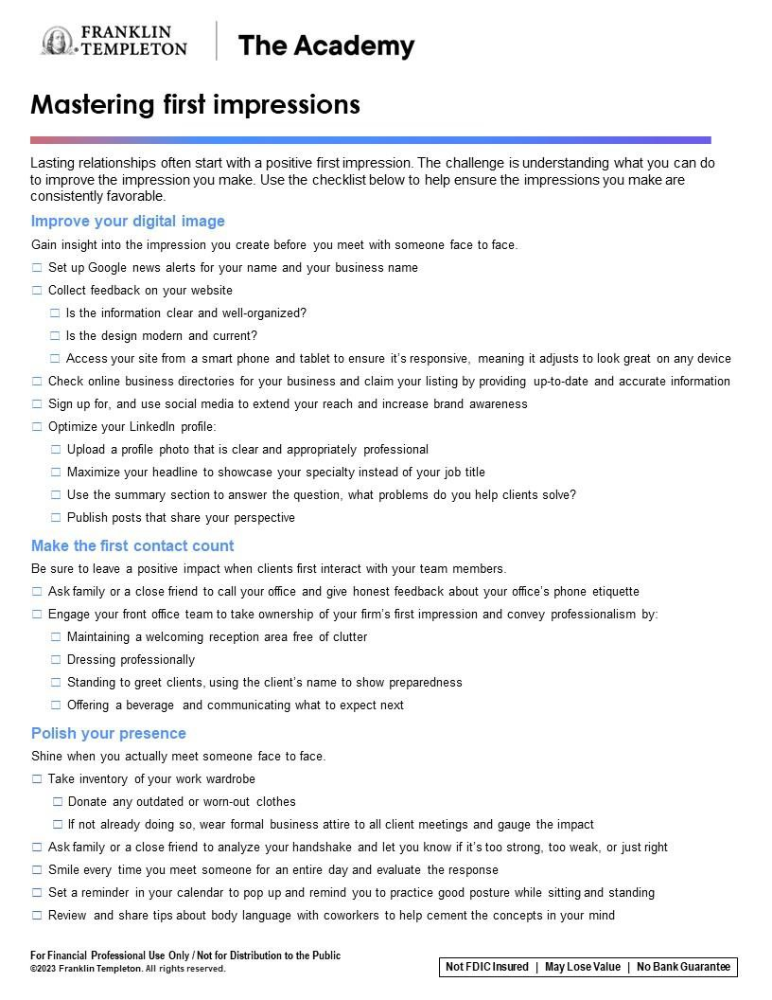 FRANKLIN
TEMPLETON
The Academy
Mastering first impressions
Lasting relationships often start with a positive first impression. The challenge is understanding what you can do
to improve the impression you make. Use the checklist below to help ensure the impressions you make are
consistently favorable.
Improve your digital image
Gain insight into the impression you create before you meet with someone face to face.
☐ Set up Google news alerts for your name and your business name
☐ Collect feedback on your website
☐ Is the information clear and well-organized?
☐ Is the design modern and current?
☐ Access your site from a smart phone and tablet to ensure it's responsive, meaning it adjusts to look great on any device
☐ Check online business directories for your business and claim your listing by providing up-to-date and accurate information
☐ Sign up for, and use social media to extend your reach and increase brand awareness
☐ Optimize your LinkedIn profile:
☐ Upload a profile photo that is clear and appropriately professional
☐ Maximize your headline to showcase your specialty instead of your job title
☐ Use the summary section to answer the question, what problems do you help clients solve?
☐ Publish posts that share your perspective
Make the first contact count
Be sure to leave a positive impact when clients first interact with your team members.
☐ Ask family or a close friend to call your office and give honest feedback about your office's phone etiquette
☐ Engage your front office team to take ownership of your firm's first impression and convey professionalism by:
☐ Maintaining a welcoming reception area free of clutter
☐ Dressing professionally
☐ Standing to greet clients, using the client's name to show preparedness
☐ Offering a beverage and communicating what to expect next
Polish your presence
Shine when you actually meet someone face to face.
☐ Take inventory of your work wardrobe
☐ Donate any outdated or worn-out clothes
☐ If not already doing so, wear formal business attire to all client meetings and gauge the impact
☐ Ask family or a close friend to analyze your handshake and let you know if it's too strong, too weak, or just right
☐ Smile every time you meet someone for an entire day and evaluate the response
☐ Set a reminder in your calendar to pop up and remind you to practice good posture while sitting and standing
☐ Review and share tips about body language with coworkers to help cement the concepts in your mind
For Financial Professional Use Only / Not for Distribution to the Public
©2023 Franklin Templeton. All rights reserved.
Not FDIC Insured | May Lose Value | No Bank Guarantee